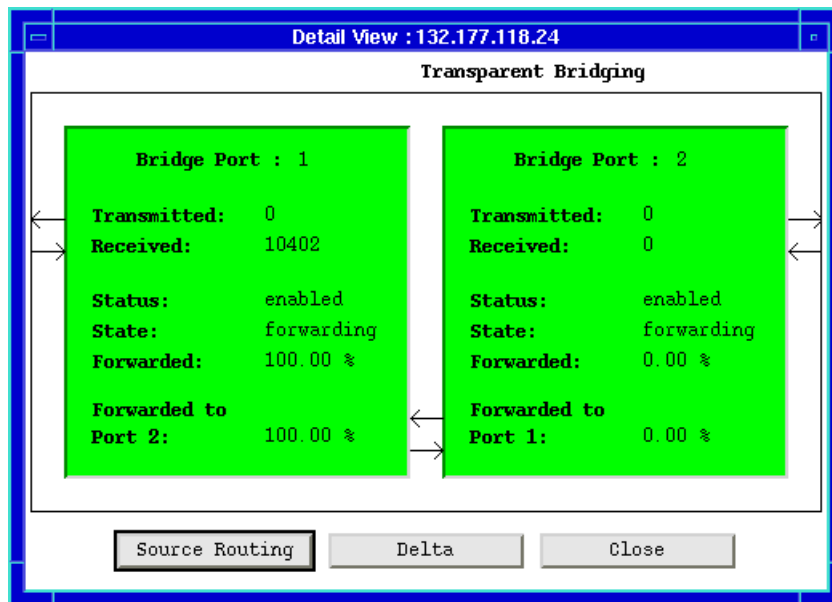 Detail View :132.177.118.24
Transparent Bridging
Bridge Port : 1
Transmitted: 0
Received: 10402
Status: enabled
State: forwarding
Forwarded: 100.00 %
Forwarded to
Port 2: 100.00 %
Bridge Port : 2
Transmitted: 0
Received: 0
Status: enabled
State: forwarding
Forwarded: 0.00 %
Forwarded to
Port 1: 0.00 %
Source Routing
Delta
Close